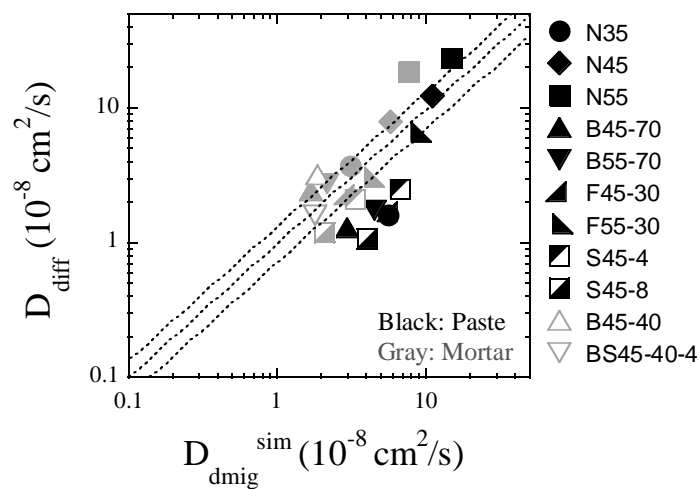 D_diff (10^-8 cm^2/s)
10
1
0.1
0.1
1
10
D_dmig^sim (10^-8 cm^2/s)
Black: Paste
Gray: Mortar
N35
N45
N55
B45-70
B55-70
F45-30
F55-30
S45-4
S45-8
B45-40
BS45-40-4